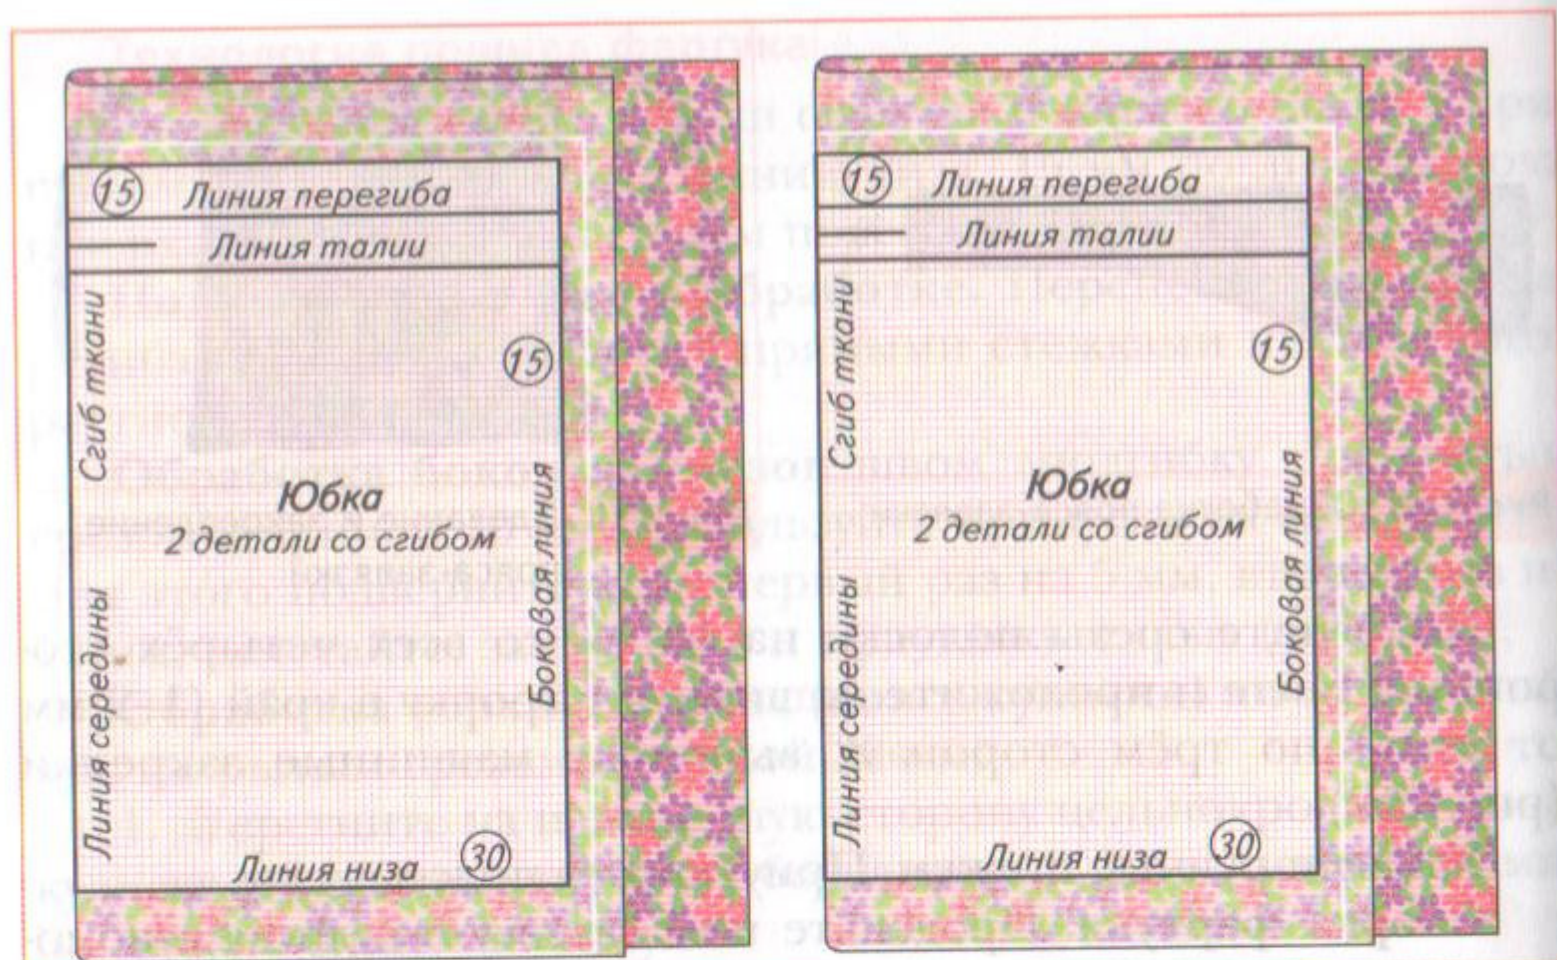 15 Линия перегиба
Линия талии
Сгиб ткани
15
Юбка
2 детали со сгибом
Боковая линия
Линия середины
Линия низа 30
15 Линия перегиба
Линия талии
Сгиб ткани
15
Юбка
2 детали со сгибом
Боковая линия
Линия середины
Линия низа 30